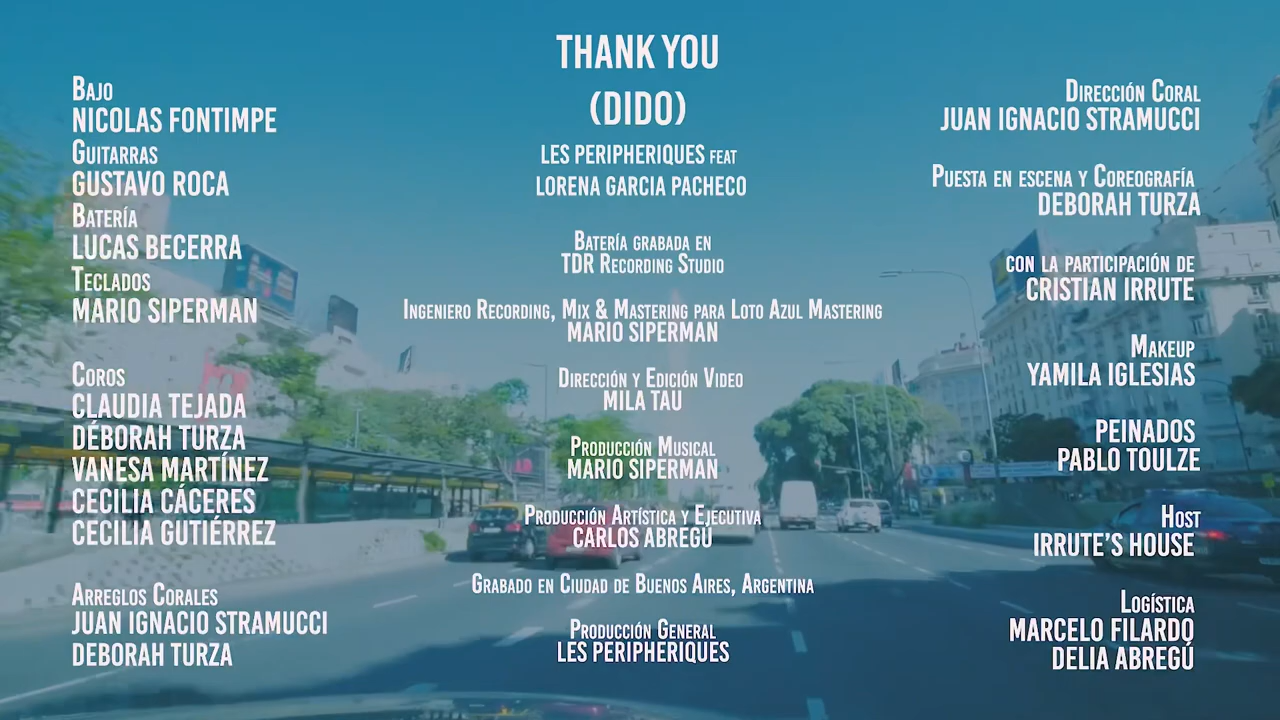 THANK YOU
(DIDO)
LES PERIPHERIQUES FEAT
LORENA GARCIA PACHECO
Bajo
NICOLAS FONTIMPE
Guitarras
GUSTAVO ROCA
Batería
LUCAS BECERRA
Teclados
MARIO SIPERMAN
Coros
CLAUDIA TEJADA
DÉBORAH TURZA
VANESA MARTÍNEZ
CECILIA CÁCERES
CECILIA GUTIÉRREZ
Arreglos Corales
JUAN IGNACIO STRAMUCCI
DEBORAH TURZA
Batería grabada en
TDR Recording Studio
Ingeniero Recording, Mix & Mastering para Loto Azul Mastering
MARIO SIPERMAN
Dirección y Edición Video
MILA TAU
Producción Musical
MARIO SIPERMAN
Producción Artística y Ejecutiva
CARLOS ABREGÚ
Grabado en Ciudad de Buenos Aires, Argentina
Producción General
LES PERIPHERIQUES
Dirección Coral
JUAN IGNACIO STRAMUCCI
Puesta en escena y Coreografía
DEBORAH TURZA
con la participación de
CRISTIAN IRRUTE
Makeup
YAMILA IGLESIAS
PEINADOS
PABLO TOULZE
Host
IRRUTE'S HOUSE
Logística
MARCELO FILARDO
DELIA ABREGÚ